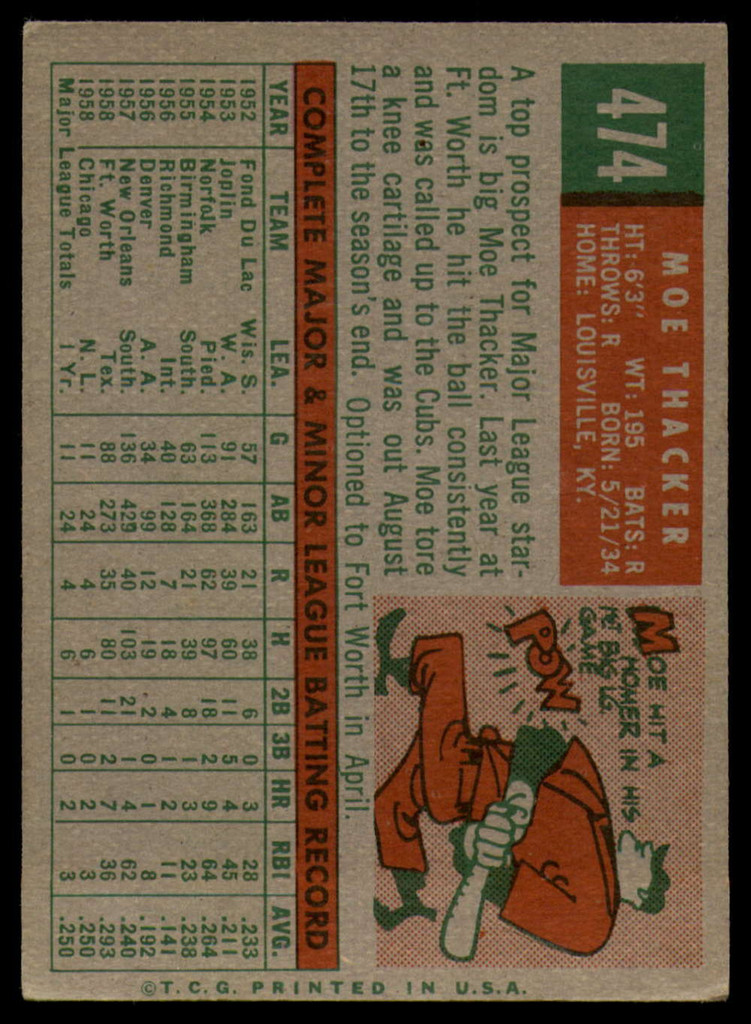 474
MOE THACKER
HT: 6'3" WT: 195 BATS: R
THROWS: R BORN: 5/21/34
HOME: LOUISVILLE, KY.
A top prospect for Major League star-
dom is big Moe Thacker. Last year at
Ft. Worth he hit the ball consistently
and was called up to the Cubs. Moe tore
a knee cartilage and was out August
17th to the season's end. Optioned to Fort Worth in April.
MOE HIT A
HOMER IN HIS
1st BIG LG
GAME
POW
COMPLETE MAJOR & MINOR LEAGUE BATTING RECORD
YEAR TEAM LEA. G AB R H 2B 3B HR RBI AVG.
1952 Fond Du Lac Wis. S. 57 163 21 38 6 0 3 28 .233
1953 Joplin W. A. 91 284 39 60 11 5 4 45 .211
1954 Norfolk Pied. 113 368 62 97 18 2 9 64 .264
1955 Birmingham South. 63 164 21 39 8 1 3 23 .238
1956 Richmond Int. 40 128 7 18 4 1 2 11 .141
1956 Denver A. A. 34 99 12 19 2 0 1 8 .192
1957 New Orleans South. 136 429 40 103 21 1 4 62 .240
1958 Ft. Worth Tex. 88 273 35 80 11 2 7 36 .293
1958 Chicago N. L. 11 24 4 6 1 0 2 3 .250
Major League Totals 1 Yr. 11 24 4 6 1 0 2 3 .250
©T.C.G. PRINTED IN U.S.A.